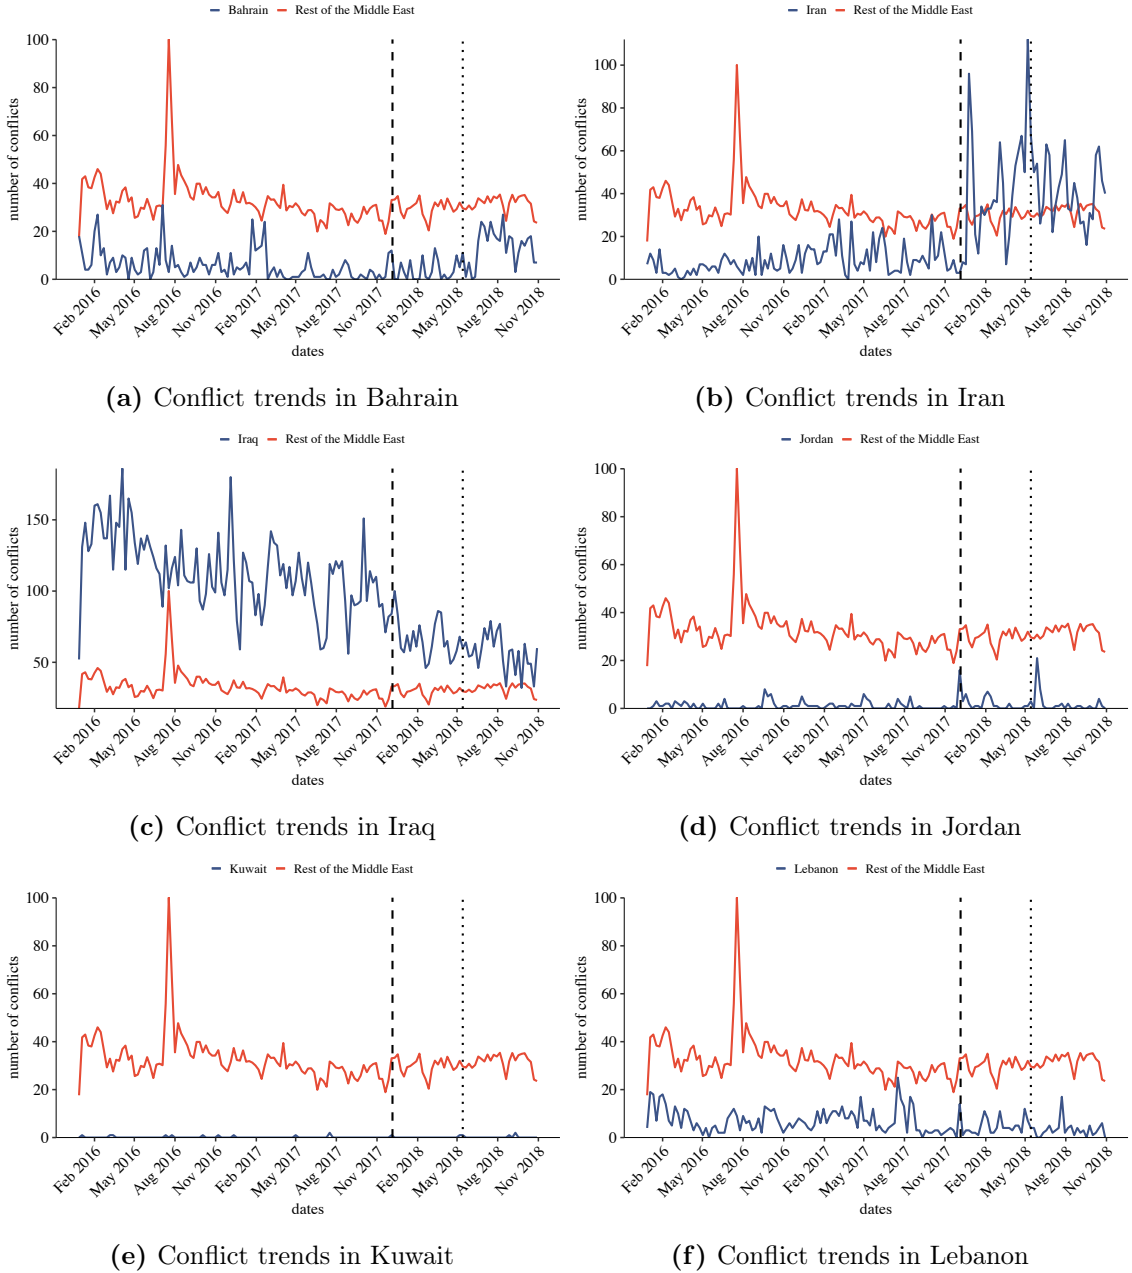 Bahrain Rest of the Middle East
100
80
60
40
20
0
number of conflicts
Feb 2016 May 2016 Aug 2016 Nov 2016 Feb 2017 May 2017 Aug 2017 Nov 2017 Feb 2018 May 2018 Aug 2018 Nov 2018
dates
(a) Conflict trends in Bahrain
Iran Rest of the Middle East
100
80
60
40
20
0
number of conflicts
Feb 2016 May 2016 Aug 2016 Nov 2016 Feb 2017 May 2017 Aug 2017 Nov 2017 Feb 2018 May 2018 Aug 2018 Nov 2018
dates
(b) Conflict trends in Iran
Iraq Rest of the Middle East
150
100
50
number of conflicts
Feb 2016 May 2016 Aug 2016 Nov 2016 Feb 2017 May 2017 Aug 2017 Nov 2017 Feb 2018 May 2018 Aug 2018 Nov 2018
dates
(c) Conflict trends in Iraq
Jordan Rest of the Middle East
100
80
60
40
20
0
number of conflicts
Feb 2016 May 2016 Aug 2016 Nov 2016 Feb 2017 May 2017 Aug 2017 Nov 2017 Feb 2018 May 2018 Aug 2018 Nov 2018
dates
(d) Conflict trends in Jordan
Kuwait Rest of the Middle East
100
80
60
40
20
0
number of conflicts
Feb 2016 May 2016 Aug 2016 Nov 2016 Feb 2017 May 2017 Aug 2017 Nov 2017 Feb 2018 May 2018 Aug 2018 Nov 2018
dates
(e) Conflict trends in Kuwait
Lebanon Rest of the Middle East
100
80
60
40
20
0
number of conflicts
Feb 2016 May 2016 Aug 2016 Nov 2016 Feb 2017 May 2017 Aug 2017 Nov 2017 Feb 2018 May 2018 Aug 2018 Nov 2018
dates
(f) Conflict trends in Lebanon